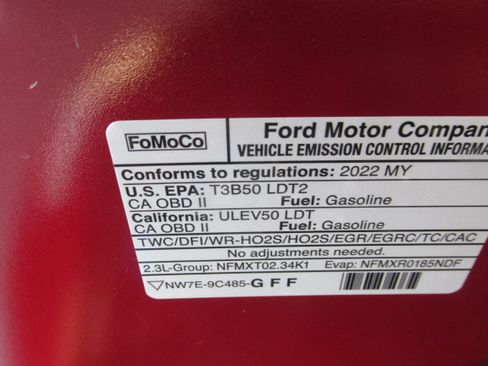 FoMoCo
Ford Motor Compan
VEHICLE EMISSION CONTROL INFORMA
Conforms to regulations: 2022 MY
U.S. EPA: T3B50 LDT2
CA OBD II Fuel: Gasoline
California: ULEV50 LDT
CA OBD II Fuel: Gasoline
TWC/DFI/WR-HO2S/HO2S/EGR/EGRC/TC/CAC
No adjustments needed.
2.3L-Group: NFMXT02.34K1 Evap: NFMXR0185NDF
▽NW7E-9C485-GFF